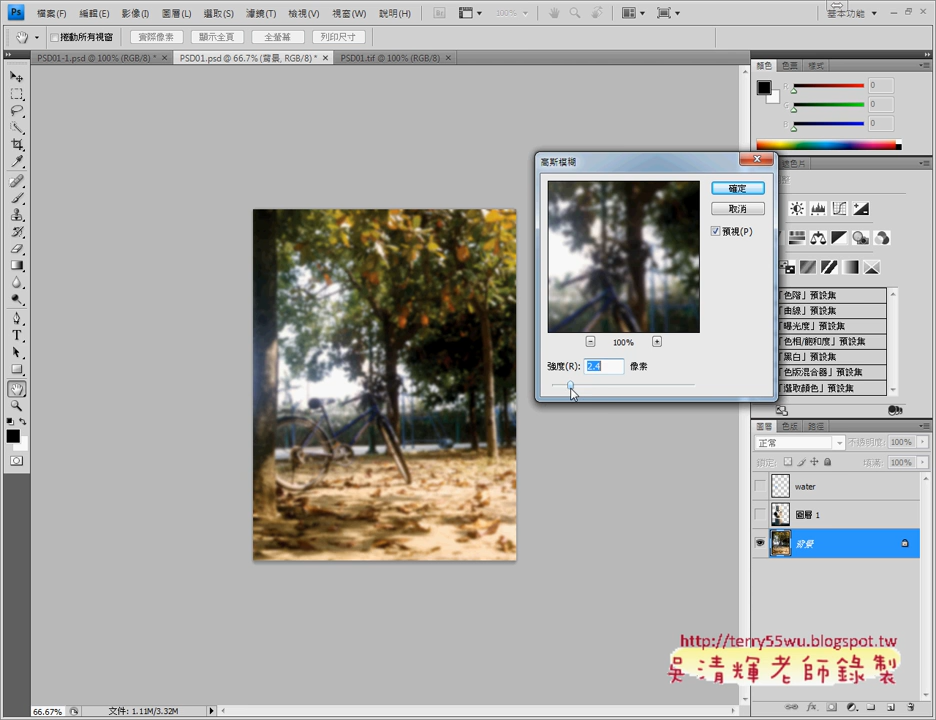 Ps 檔案(F) 編輯(E) 影像(I) 圖層(L) 選取(S) 濾鏡(T) 檢視(V) 視窗(W) 說明(H) 100% 基本功能
捲動所有視窗 實際像素 顯示全頁 全螢幕 列印尺寸
PSD01-1.psd @ 100% (RGB/8) * × PSD01.psd @ 66.7% (背景, RGB/8) * × PSD01.tif @ 100% (RGB/8) ×
顏色 色票 樣式
R 0
G 0
B 0
高斯模糊
確定
取消
預視(P)
100%
強度(R): 2.4 像素
「色階」預設集
「曲線」預設集
「曝光度」預設集
「色相/飽和度」預設集
「黑白」預設集
「色版混合器」預設集
「選取顏色」預設集
圖層 色版 路徑
正常 不透明度: 100%
鎖定: 填滿: 100%
water
圖層 1
背景
http://terry55wu.blogspot.tw
吳清輝老師錄製
66.67% 文件: 1.11M/3.32M